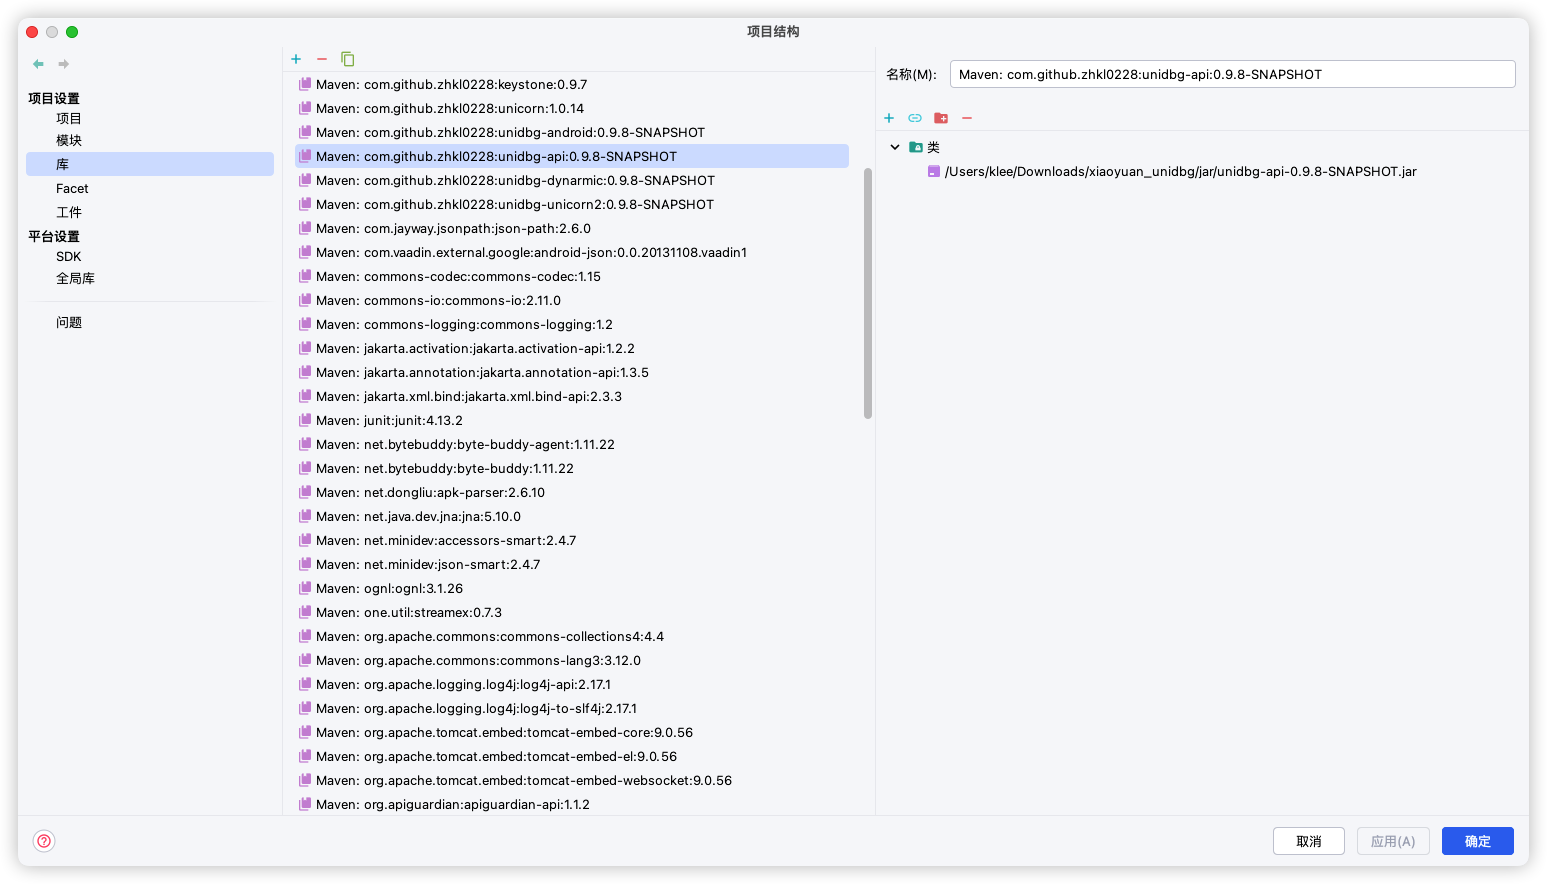 项目结构
项目设置
项目
模块
库
Facet
工件
平台设置
SDK
全局库
问题
Maven: com.github.zhkl0228:keystone:0.9.7
Maven: com.github.zhkl0228:unicorn:1.0.14
Maven: com.github.zhkl0228:unidbg-android:0.9.8-SNAPSHOT
Maven: com.github.zhkl0228:unidbg-api:0.9.8-SNAPSHOT
Maven: com.github.zhkl0228:unidbg-dynarmic:0.9.8-SNAPSHOT
Maven: com.github.zhkl0228:unidbg-unicorn2:0.9.8-SNAPSHOT
Maven: com.jayway.jsonpath:json-path:2.6.0
Maven: com.vaadin.external.google:android-json:0.0.20131108.vaadin1
Maven: commons-codec:commons-codec:1.15
Maven: commons-io:commons-io:2.11.0
Maven: commons-logging:commons-logging:1.2
Maven: jakarta.activation:jakarta.activation-api:1.2.2
Maven: jakarta.annotation:jakarta.annotation-api:1.3.5
Maven: jakarta.xml.bind:jakarta.xml.bind-api:2.3.3
Maven: junit:junit:4.13.2
Maven: net.bytebuddy:byte-buddy-agent:1.11.22
Maven: net.bytebuddy:byte-buddy:1.11.22
Maven: net.dongliu:apk-parser:2.6.10
Maven: net.java.dev.jna:jna:5.10.0
Maven: net.minidev:accessors-smart:2.4.7
Maven: net.minidev:json-smart:2.4.7
Maven: ognl:ognl:3.1.26
Maven: one.util:streamex:0.7.3
Maven: org.apache.commons:commons-collections4:4.4
Maven: org.apache.commons:commons-lang3:3.12.0
Maven: org.apache.logging.log4j:log4j-api:2.17.1
Maven: org.apache.logging.log4j:log4j-to-slf4j:2.17.1
Maven: org.apache.tomcat.embed:tomcat-embed-core:9.0.56
Maven: org.apache.tomcat.embed:tomcat-embed-el:9.0.56
Maven: org.apache.tomcat.embed:tomcat-embed-websocket:9.0.56
Maven: org.apiguardian:apiguardian-api:1.1.2
名称(M): Maven: com.github.zhkl0228:unidbg-api:0.9.8-SNAPSHOT
类
/Users/klee/Downloads/xiaoyuan_unidbg/jar/unidbg-api-0.9.8-SNAPSHOT.jar
取消 应用(A) 确定